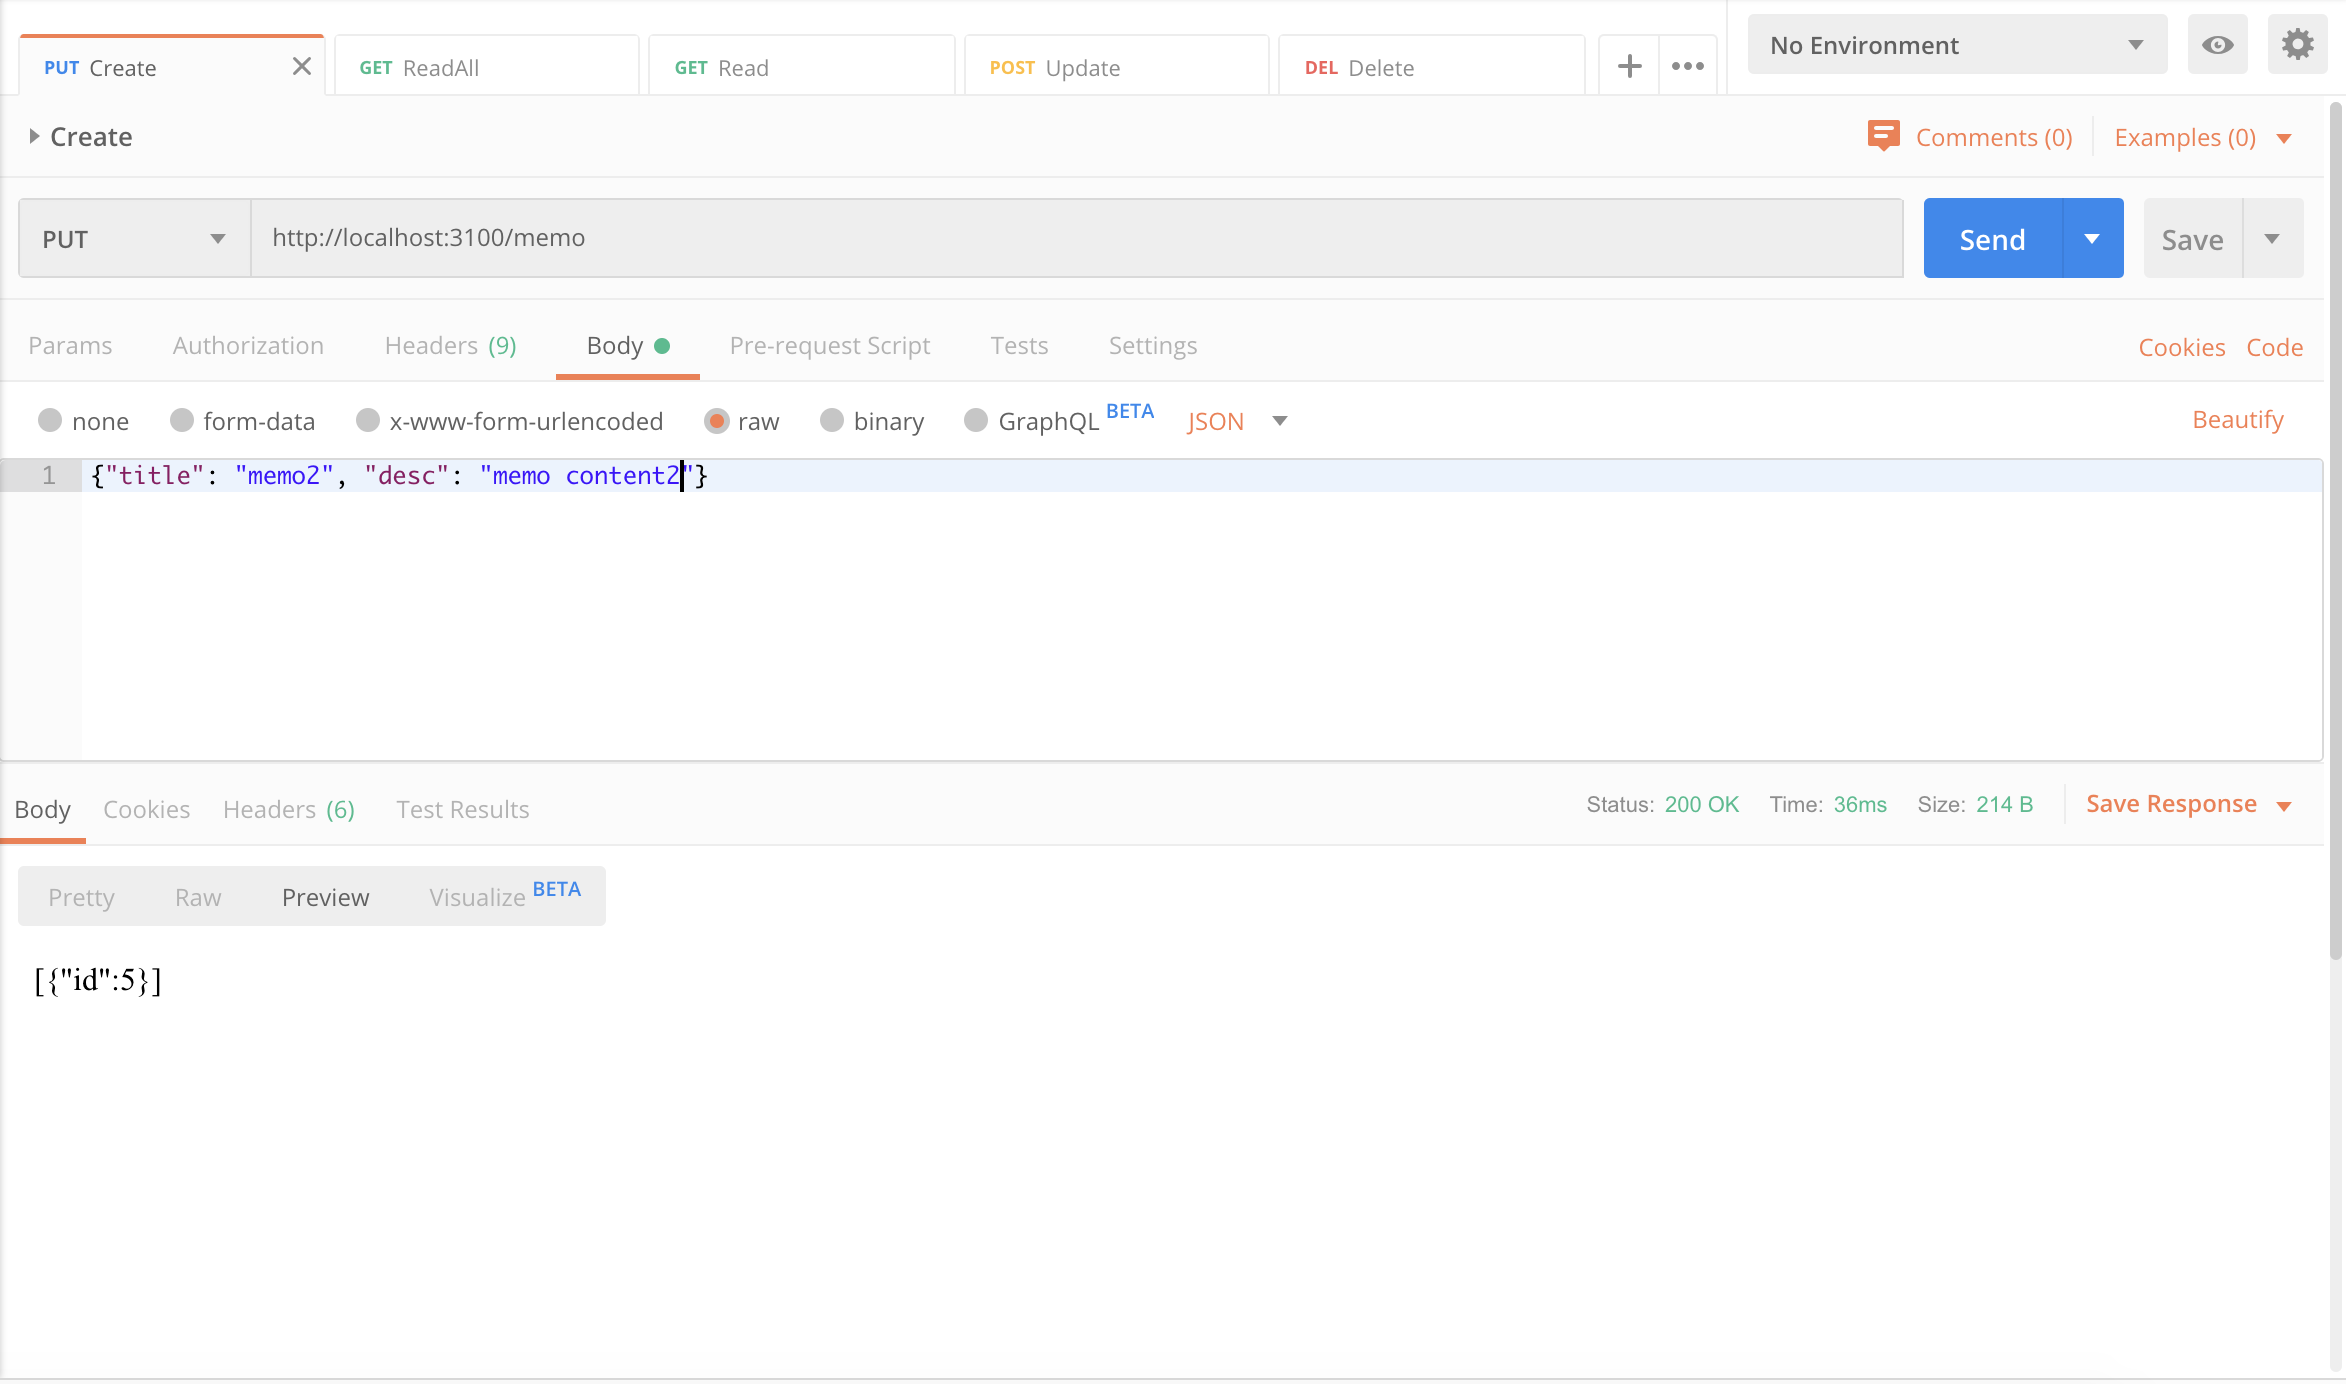 PUT Create GET ReadAll GET Read POST Update DEL Delete No Environment
Create Comments (0) Examples (0)
PUT http://localhost:3100/memo Send Save
Params Authorization Headers (9) Body Pre-request Script Tests Settings Cookies Code
none form-data x-www-form-urlencoded raw binary GraphQL BETA JSON Beautify
1 {"title": "memo2", "desc": "memo content2"}
Body Cookies Headers (6) Test Results Status: 200 OK Time: 36ms Size: 214 B Save Response
Pretty Raw Preview Visualize BETA
[{"id":5}]